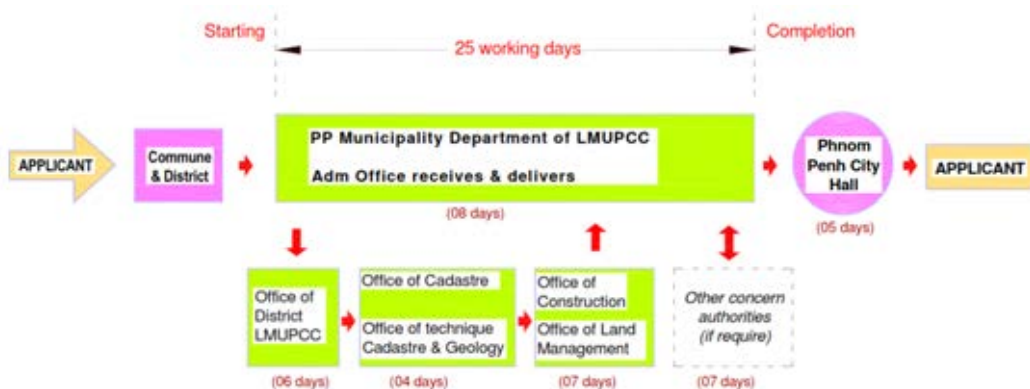 Starting
25 working days
Completion
APPLICANT
Commune
& District
PP Municipality Department of LMUPCC
Adm Office receives & delivers
(08 days)
Phnom
Penh City
Hall
(05 days)
APPLICANT
Office of
District
LMUPCC
(06 days)
Office of Cadastre
Office of technique
Cadastre & Geology
(04 days)
Office of
Construction
Office of Land
Management
(07 days)
Other concern
authorities
(if require)
(07 days)